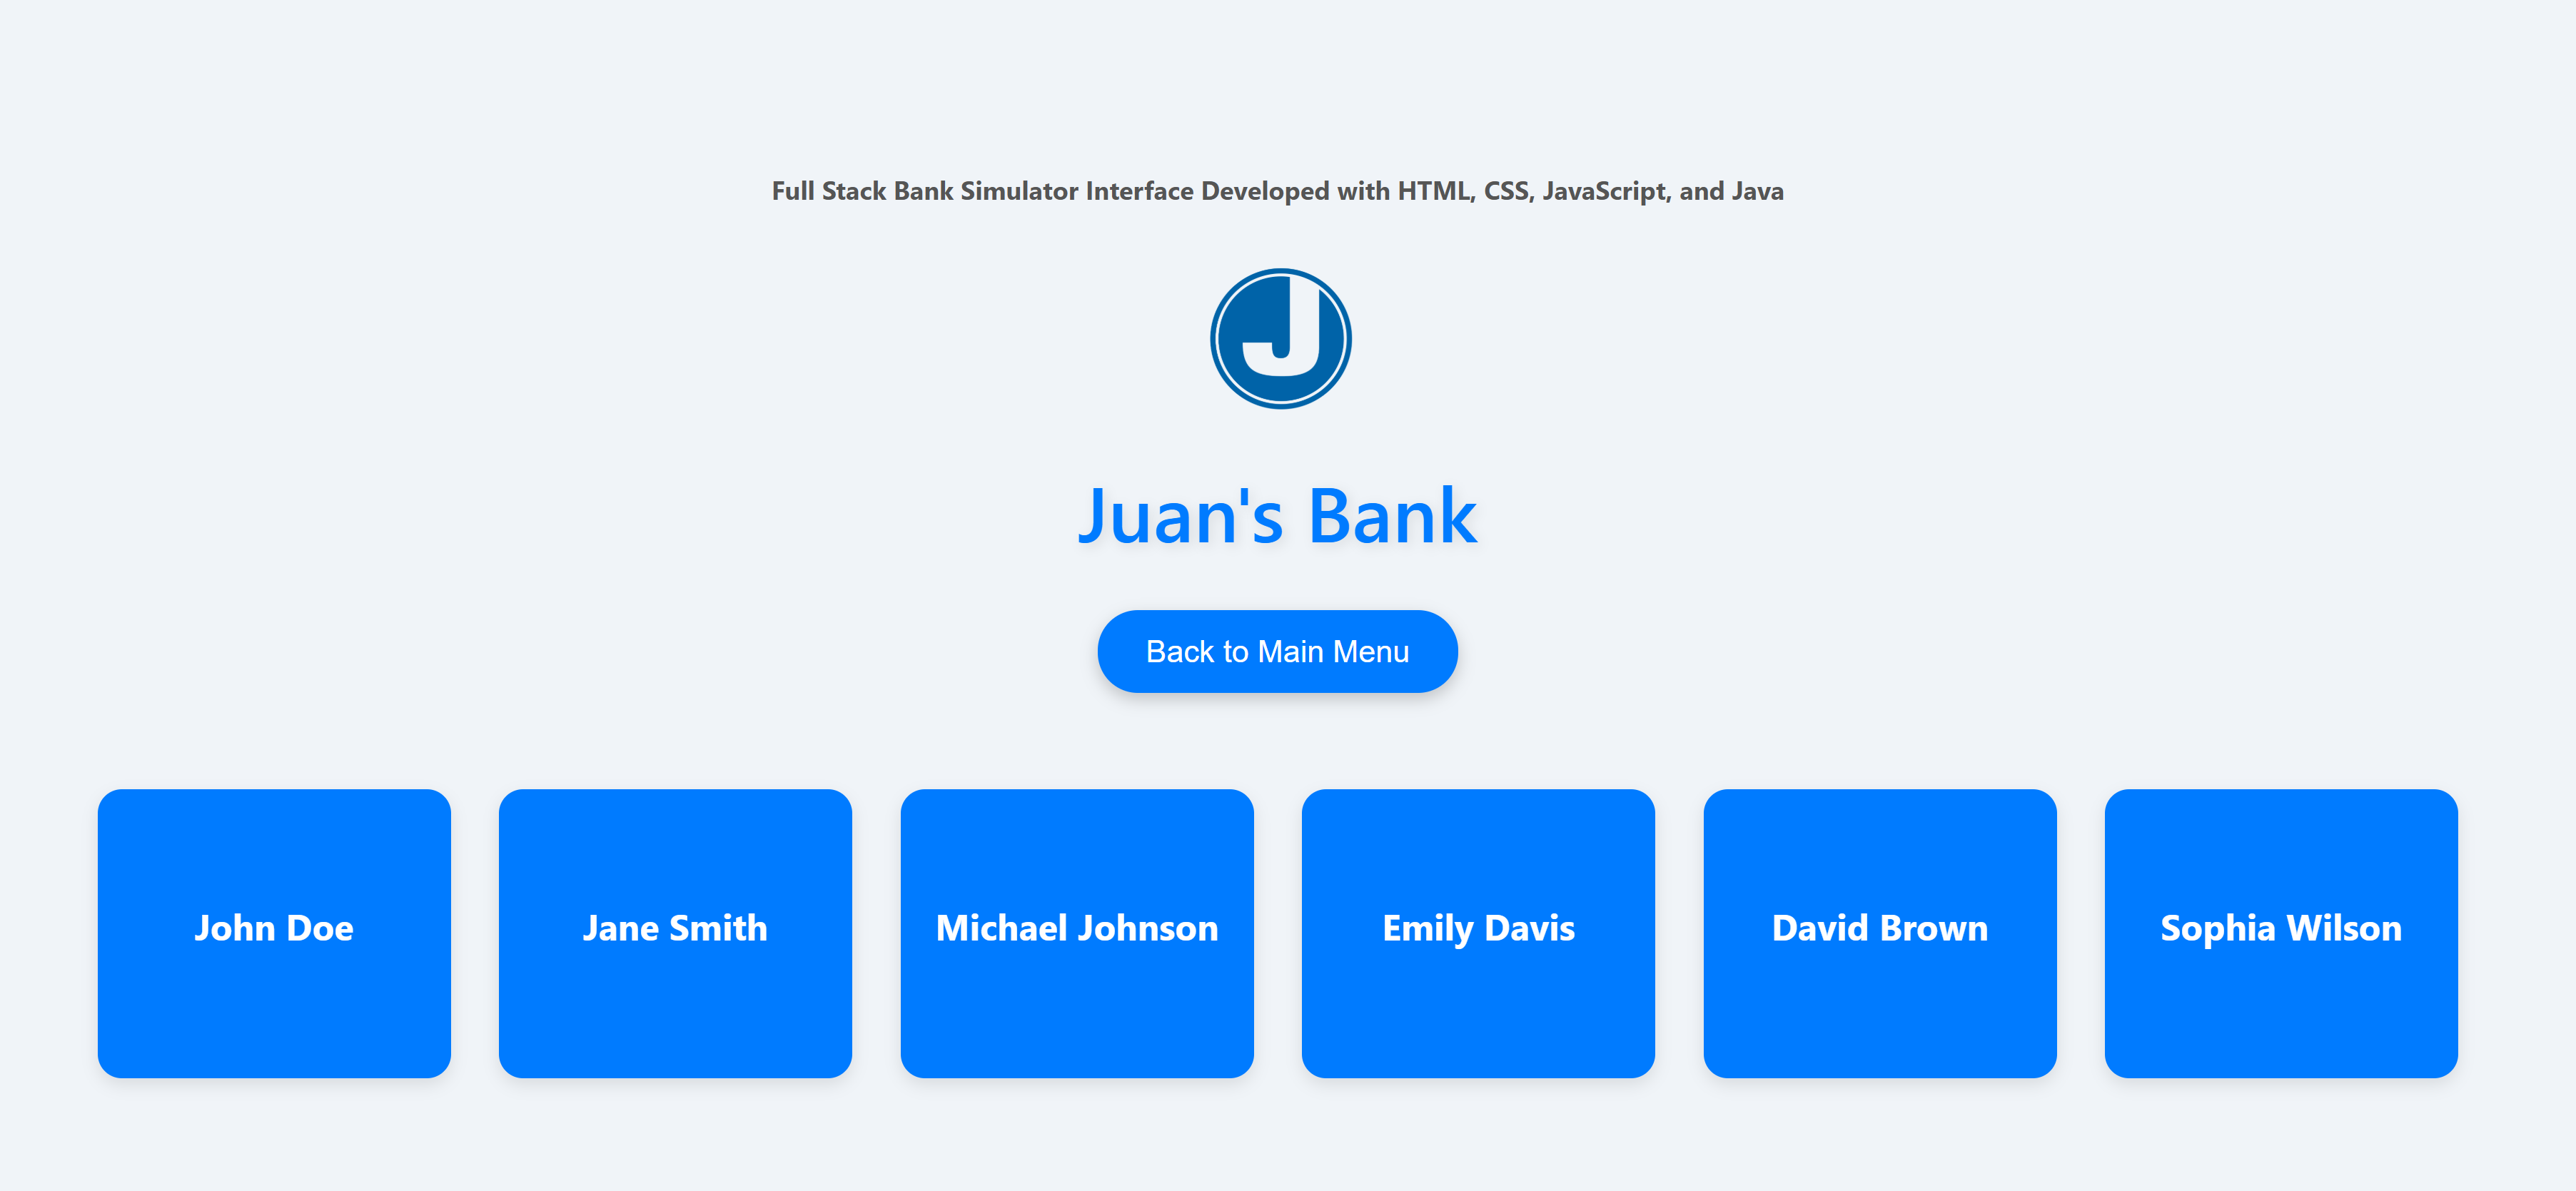 Full Stack Bank Simulator Interface Developed with HTML, CSS, JavaScript, and Java
J
Juan's Bank
Back to Main Menu
John Doe
Jane Smith
Michael Johnson
Emily Davis
David Brown
Sophia Wilson